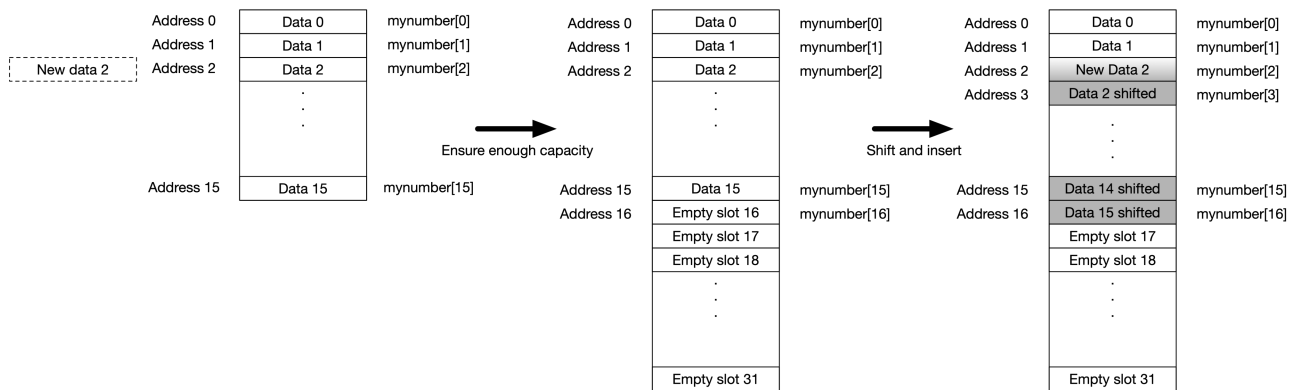 New data 2
Address 0 Data 0 mynumber[0]
Address 1 Data 1 mynumber[1]
Address 2 Data 2 mynumber[2]
.
.
.
Address 15 Data 15 mynumber[15]
Ensure enough capacity
Address 0 Data 0 mynumber[0]
Address 1 Data 1 mynumber[1]
Address 2 Data 2 mynumber[2]
.
.
.
Address 15 Data 15 mynumber[15]
Address 16 Empty slot 16 mynumber[16]
Empty slot 17
Empty slot 18
.
.
.
Empty slot 31
Shift and insert
Address 0 Data 0 mynumber[0]
Address 1 Data 1 mynumber[1]
Address 2 New Data 2 mynumber[2]
Address 3 Data 2 shifted mynumber[3]
.
.
.
Address 15 Data 14 shifted mynumber[15]
Address 16 Data 15 shifted mynumber[16]
Empty slot 17
Empty slot 18
.
.
.
Empty slot 31